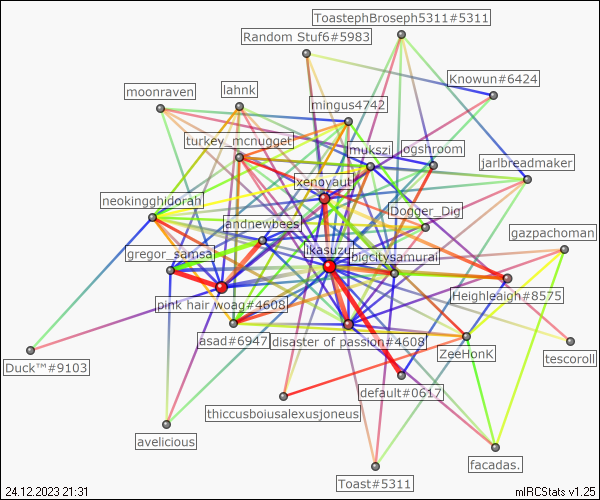 ToastephBroseph5311#5311
Random Stuf6#5983
Knowun#6424
moonraven
lahnk
mingus4742
turkey_mcnugget
mukszi
ogshroom
jarlbreadmaker
xenoyaut
neokingghidorah
Dogger_Dig
andnewbees
gazpachoman
gregor_samsa
ikasuzu
bigcitysamurai
pink hair woag#4608
Heighleaigh#8575
jasad#6947
disaster of passion#4608
ZeeHonK
tescoroll
Duck™#9103
default#0617
thiccusboiusalexusjoneus
avelicious
facadas.
Toast#5311
24.12.2023 21:31
mIRCStats v1.25